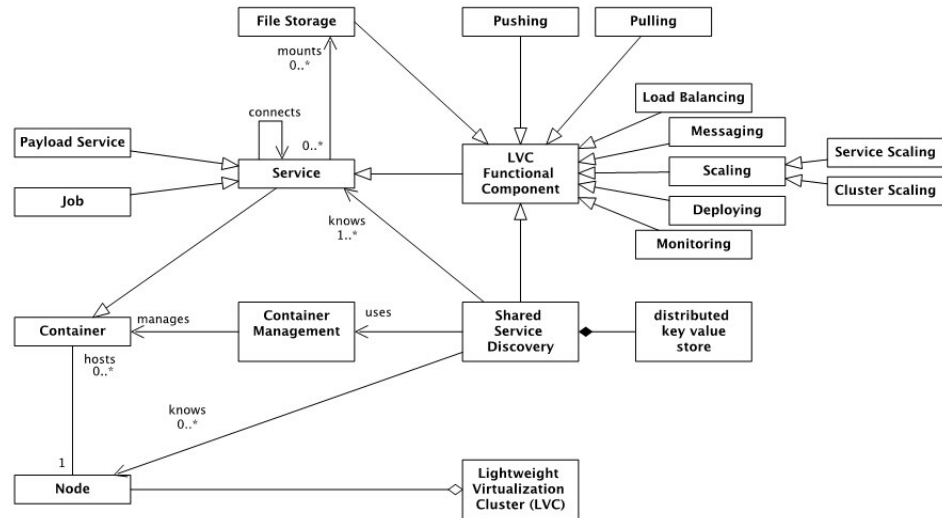 File Storage
Pushing
Pulling
mounts
0..*
connects
0..*
Load Balancing
Messaging
Payload Service
Service
LVC
Functional
Component
Scaling
Service Scaling
Cluster Scaling
Job
Deploying
Monitoring
knows
1..*
Container
manages
Container
Management
uses
Shared
Service
Discovery
distributed
key value
store
hosts
0..*
knows
0..*
1
Node
Lightweight
Virtualization
Cluster (LVC)